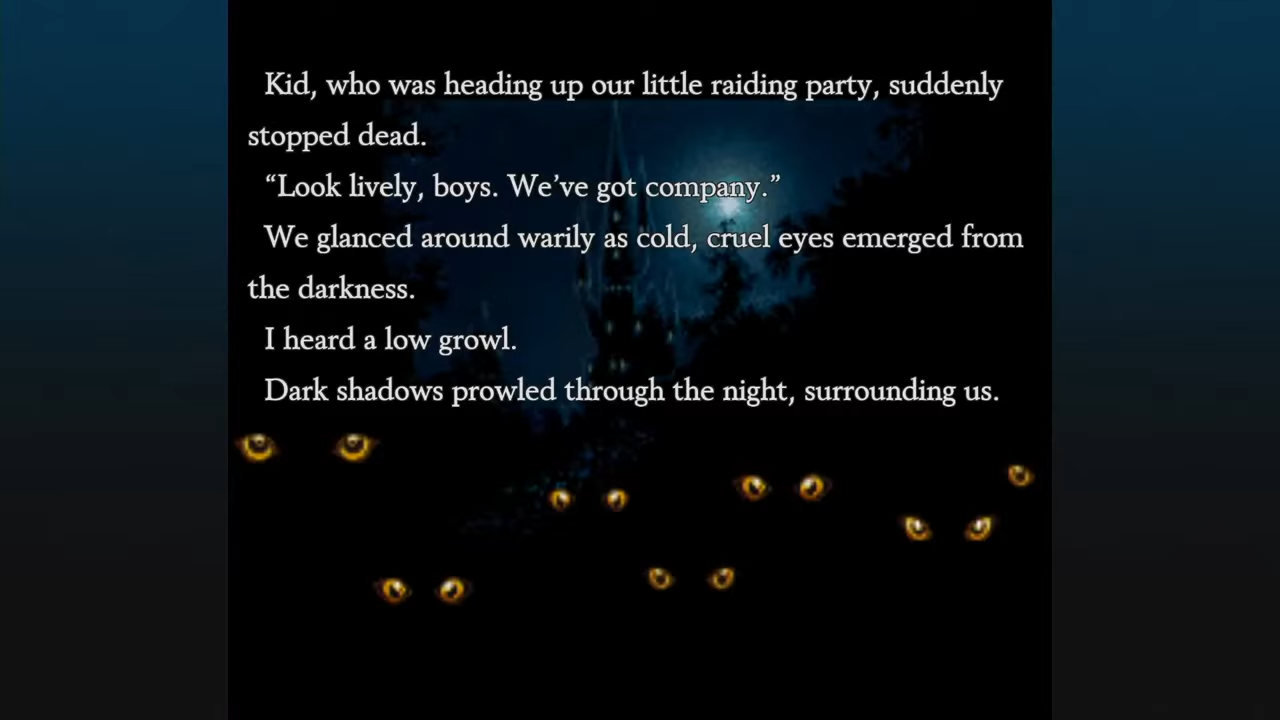 Kid, who was heading up our little raiding party, suddenly
stopped dead.
“Look lively, boys. We’ve got company.”
We glanced around warily as cold, cruel eyes emerged from
the darkness.
I heard a low growl.
Dark shadows prowled through the night, surrounding us.